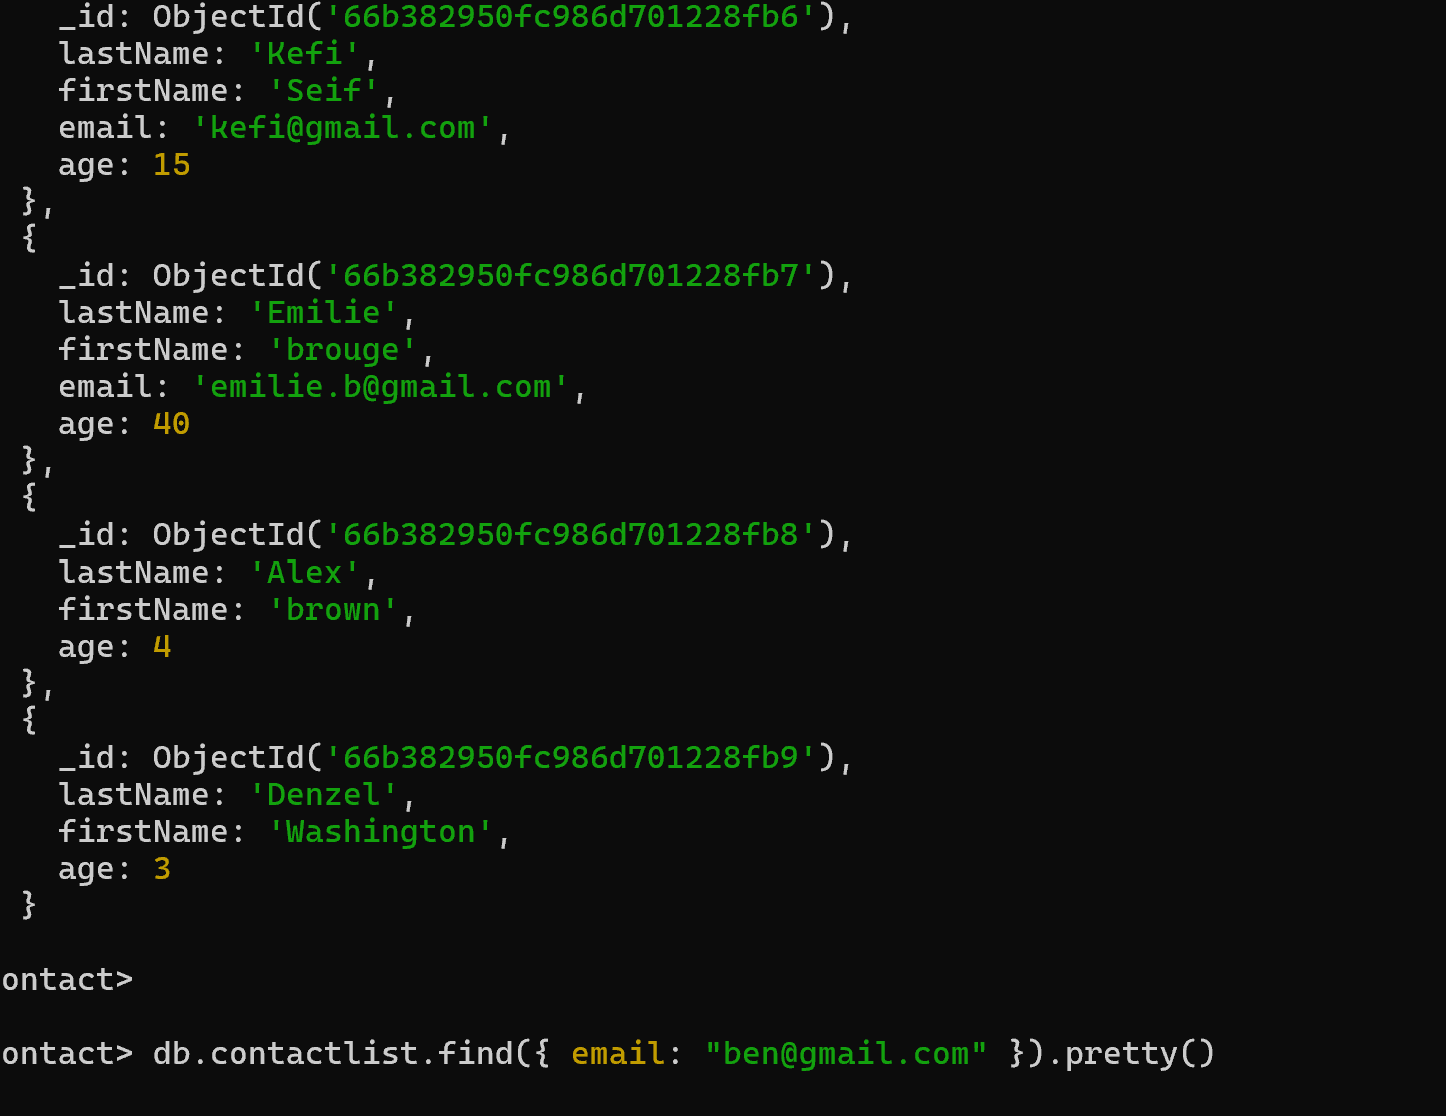 _id: ObjectId('66b382950fc986d701228fb6'),
lastName: 'Kefi',
firstName: 'Seif',
email: 'kefi@gmail.com',
age: 15
},
{
_id: ObjectId('66b382950fc986d701228fb7'),
lastName: 'Emilie',
firstName: 'brouge',
email: 'emilie.b@gmail.com',
age: 40
},
{
_id: ObjectId('66b382950fc986d701228fb8'),
lastName: 'Alex',
firstName: 'brown',
age: 4
},
{
_id: ObjectId('66b382950fc986d701228fb9'),
lastName: 'Denzel',
firstName: 'Washington',
age: 3
}
ontact>
ontact> db.contactlist.find({ email: "ben@gmail.com" }).pretty()